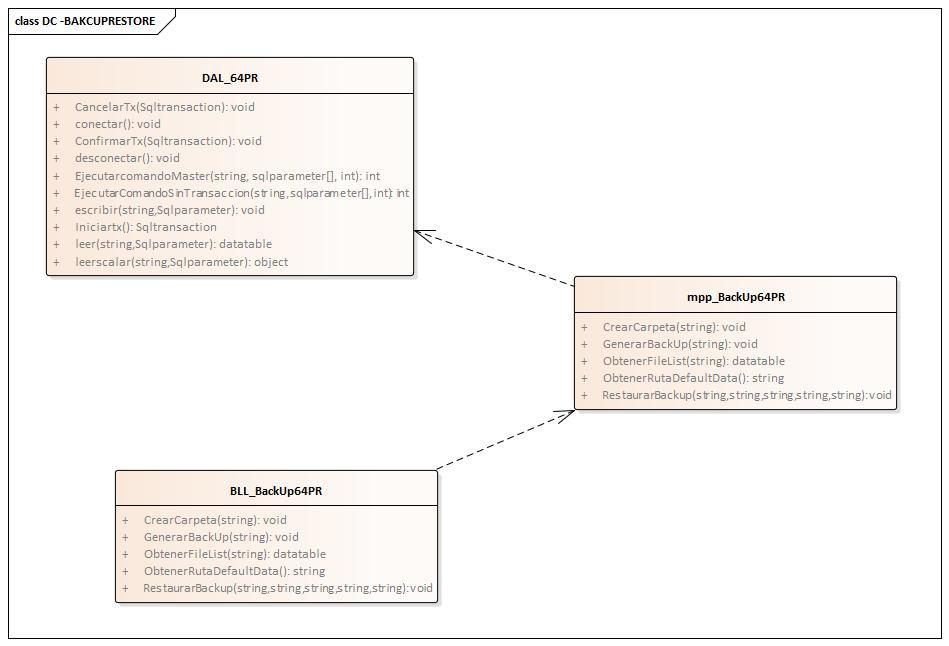 class DC -BAKCUPRESTORE
DAL_64PR
+ CancelarTx(Sqltransaction): void
+ conectar(): void
+ ConfirmarTx(Sqltransaction): void
+ desconectar(): void
+ EjecutarcomandoMaster(string, sqlparameter[], int): int
+ EjecutarComandoSinTransaccion(string,sqlparameter[],int): int
+ escribir(string,Sqlparameter): void
+ Iniciartx(): Sqltransaction
+ leer(string,Sqlparameter): datatable
+ leerscalar(string,Sqlparameter): object
mpp_BackUp64PR
+ CrearCarpeta(string): void
+ GenerarBackUp(string): void
+ ObtenerFileList(string): datatable
+ ObtenerRutaDefaultData(): string
+ RestaurarBackup(string,string,string,string,string):void
BLL_BackUp64PR
+ CrearCarpeta(string): void
+ GenerarBackUp(string): void
+ ObtenerFileList(string): datatable
+ ObtenerRutaDefaultData(): string
+ RestaurarBackup(string,string,string,string,string):void